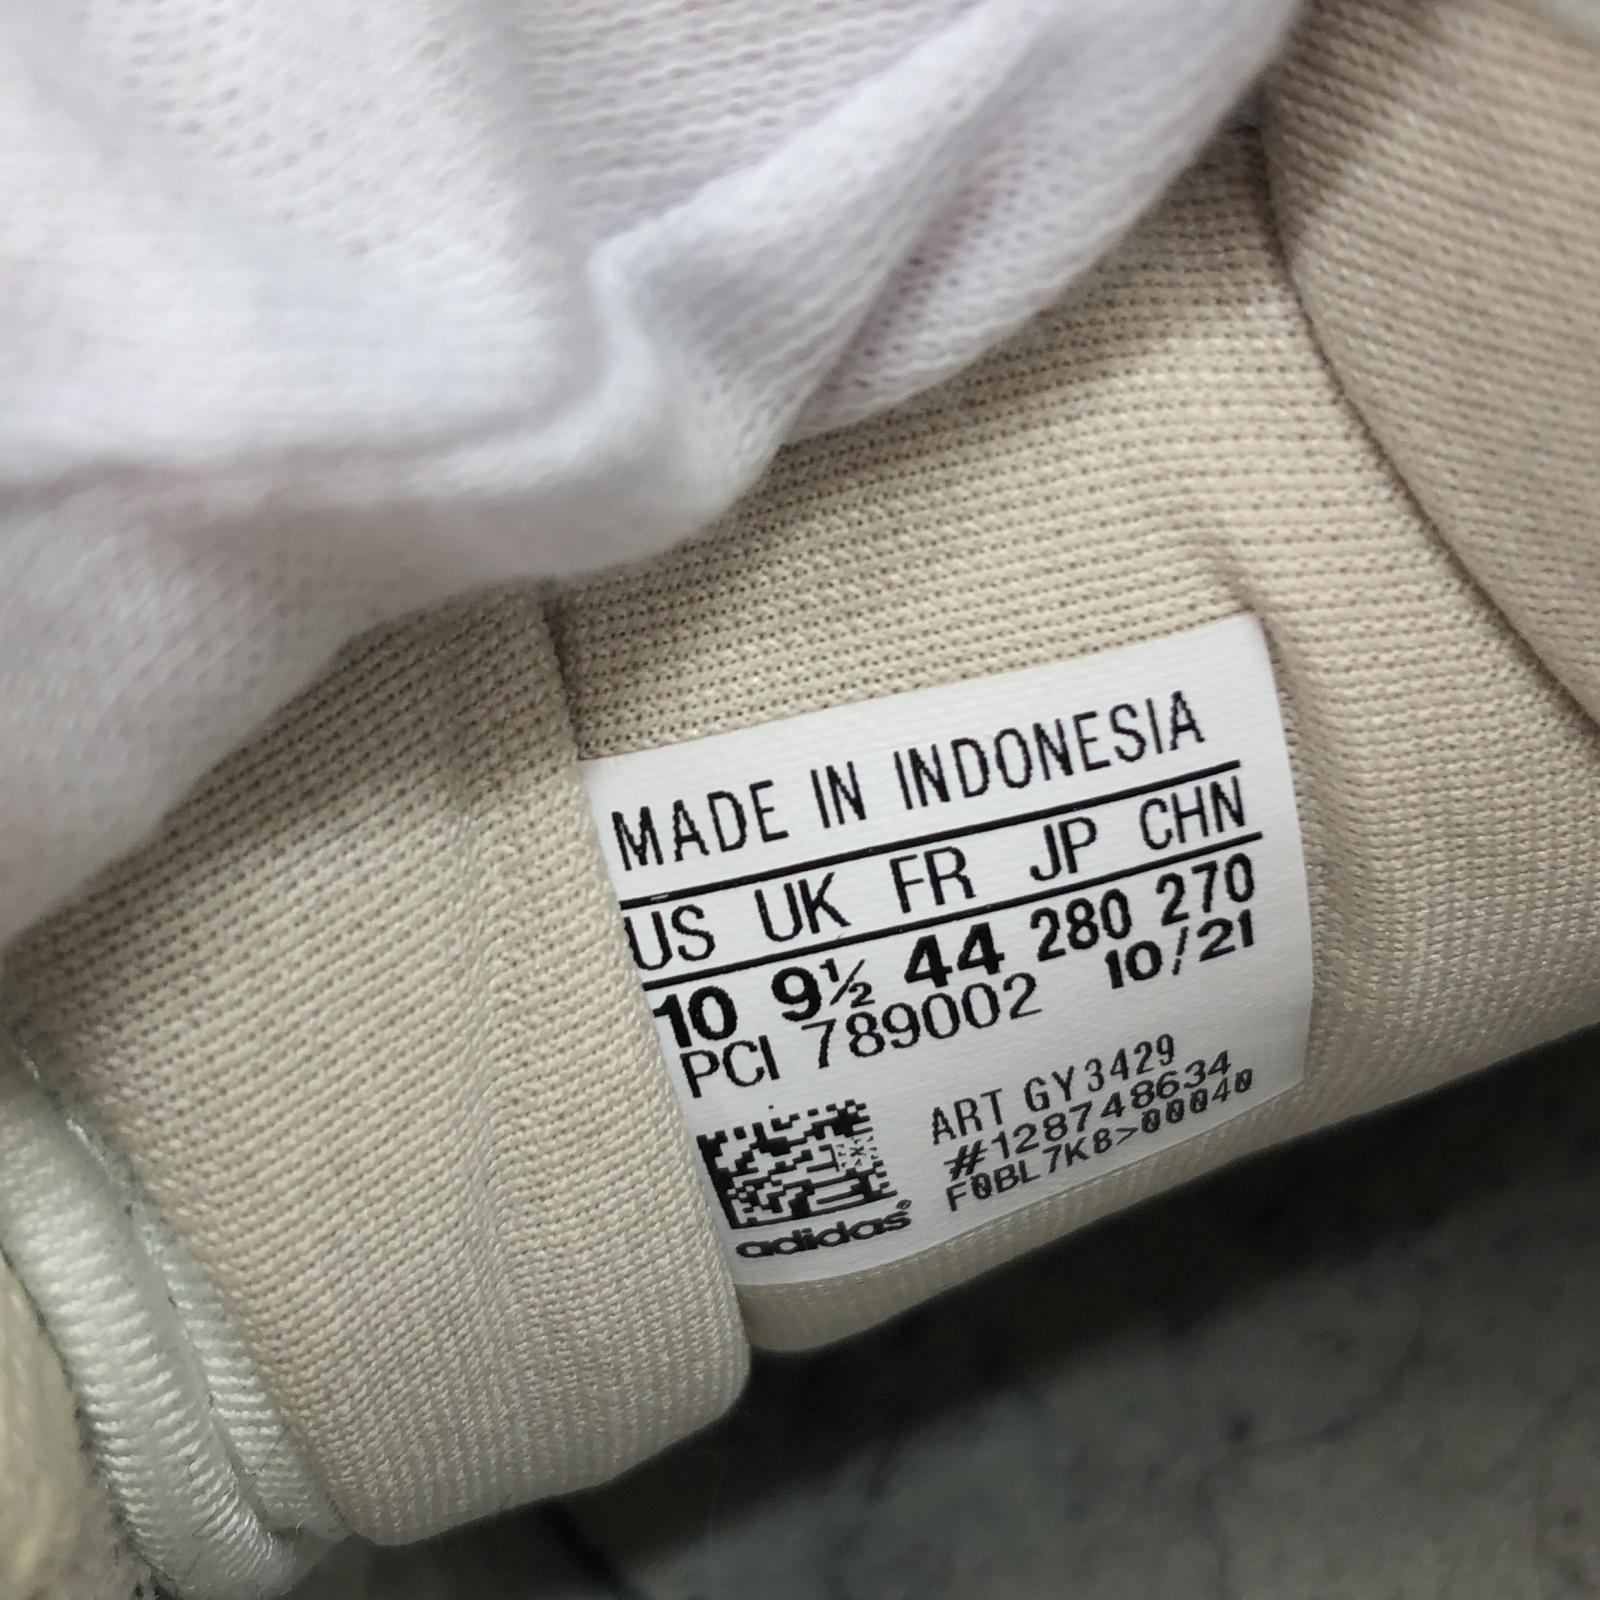 MADE IN INDONESIA
US UK FR JP CHN
10 9½ 44 280 270
PCI 789002 10/21
ART GY3429
#128748634
F0BL7K8>00040
adidas®